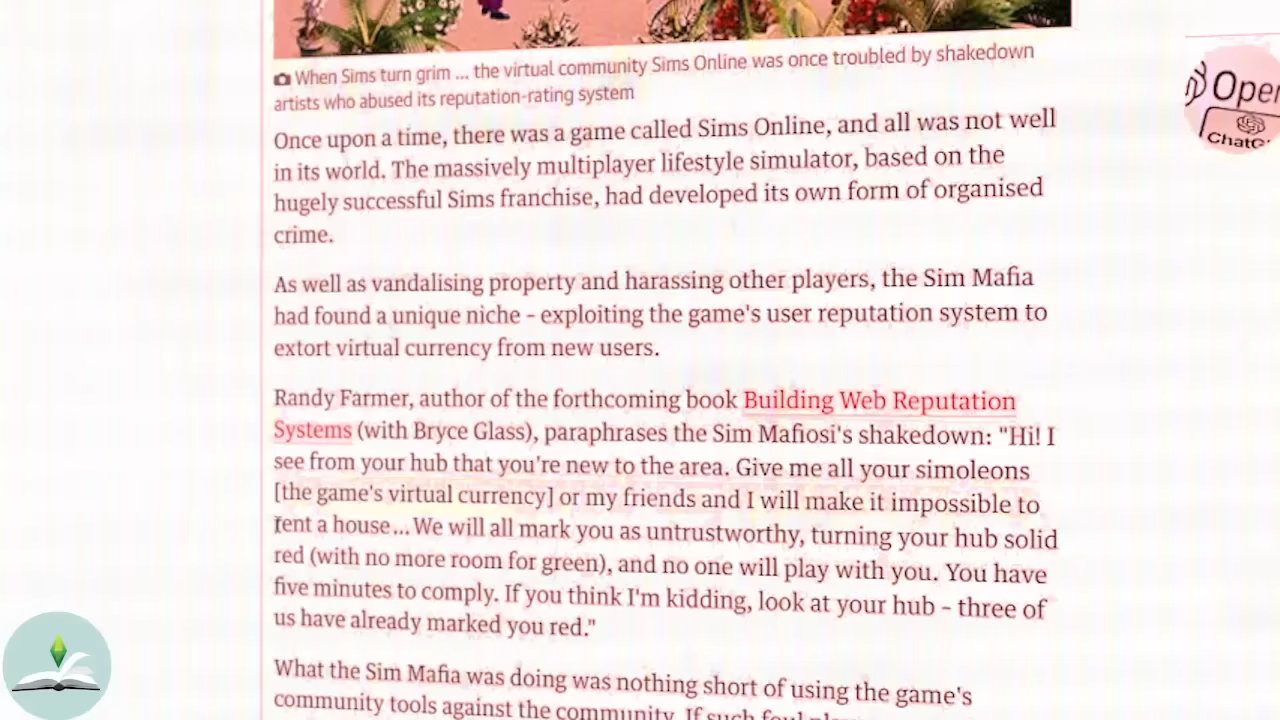 When Sims turn grim ... the virtual community Sims Online was once troubled by shakedown
artists who abused its reputation-rating system
Once upon a time, there was a game called Sims Online, and all was not well
in its world. The massively multiplayer lifestyle simulator, based on the
hugely successful Sims franchise, had developed its own form of organised
crime.
As well as vandalising property and harassing other players, the Sim Mafia
had found a unique niche – exploiting the game's user reputation system to
extort virtual currency from new users.
Randy Farmer, author of the forthcoming book Building Web Reputation
Systems (with Bryce Glass), paraphrases the Sim Mafiosi's shakedown: "Hi! I
see from your hub that you're new to the area. Give me all your simoleons
[the game's virtual currency] or my friends and I will make it impossible to
rent a house... We will all mark you as untrustworthy, turning your hub solid
red (with no more room for green), and no one will play with you. You have
five minutes to comply. If you think I'm kidding, look at your hub – three of
us have already marked you red."
What the Sim Mafia was doing was nothing short of using the game's
community tools against the community. If such foul
Open
ChatG